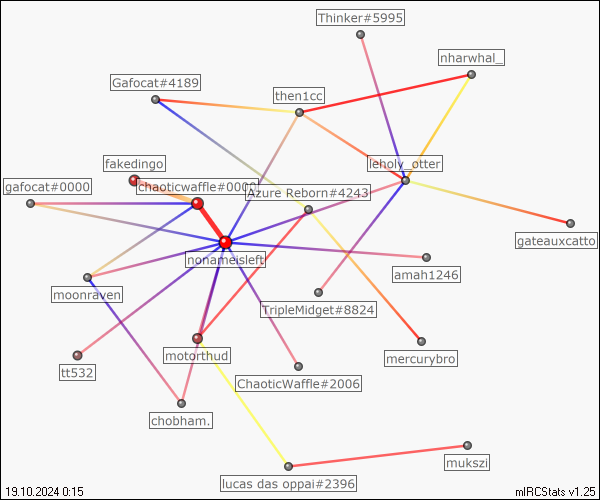 Thinker#5995
nharwhal_
Gafocat#4189
then1cc
fakedingo
leholy_otter
gafocat#0000
chaoticwaffle#000
Azure Reborn#4243
gateauxcatto
nonameisleft
amah1246
moonraven
TripleMidget#8824
motorthud
mercurybro
tt532
ChaoticWaffle#2006
chobham.
mukszi
lucas das oppai#2396
19.10.2024 0:15
mIRCStats v1.25